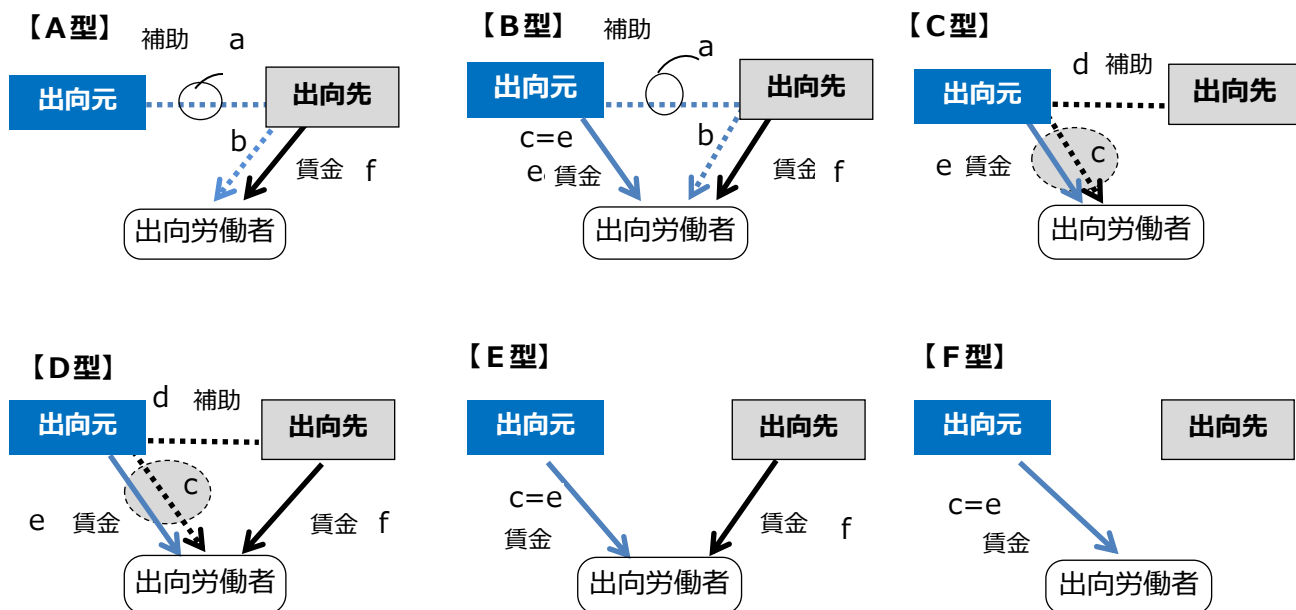 【A型】
補助 a
出向元
出向先
b
賃金 f
出向労働者
【B型】
補助
a
出向元
出向先
c=e
b
e 賃金
賃金 f
出向労働者
【C型】
d 補助
出向元
出向先
e 賃金
c
出向労働者
【D型】
d 補助
出向元
出向先
c
e 賃金
賃金 f
出向労働者
【E型】
出向元
出向先
c=e
賃金
賃金 f
出向労働者
【F型】
出向元
出向先
c=e
賃金
出向労働者